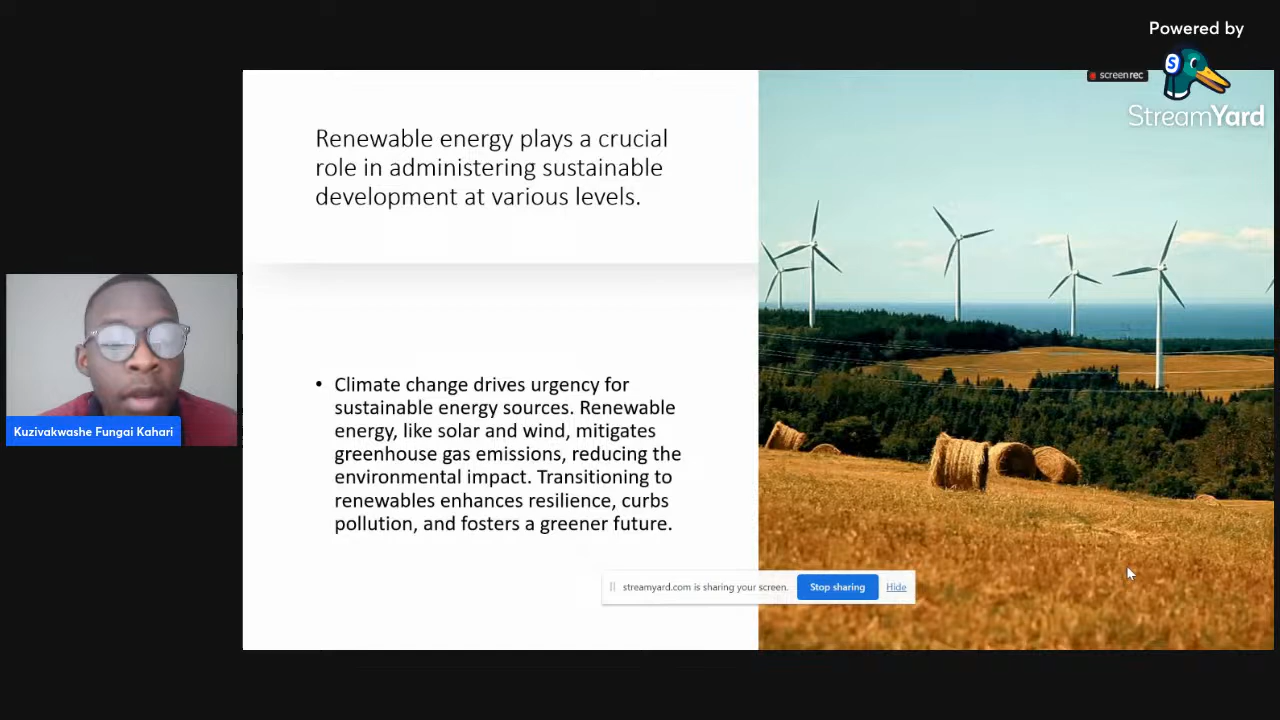 Powered by
screenrec
S
StreamYard
Renewable energy plays a crucial
role in administering sustainable
development at various levels.
Kuzivakwashe Fungai Kahari
• Climate change drives urgency for
sustainable energy sources. Renewable
energy, like solar and wind, mitigates
greenhouse gas emissions, reducing the
environmental impact. Transitioning to
renewables enhances resilience, curbs
pollution, and fosters a greener future.
streamyard.com is sharing your screen. Stop sharing Hide